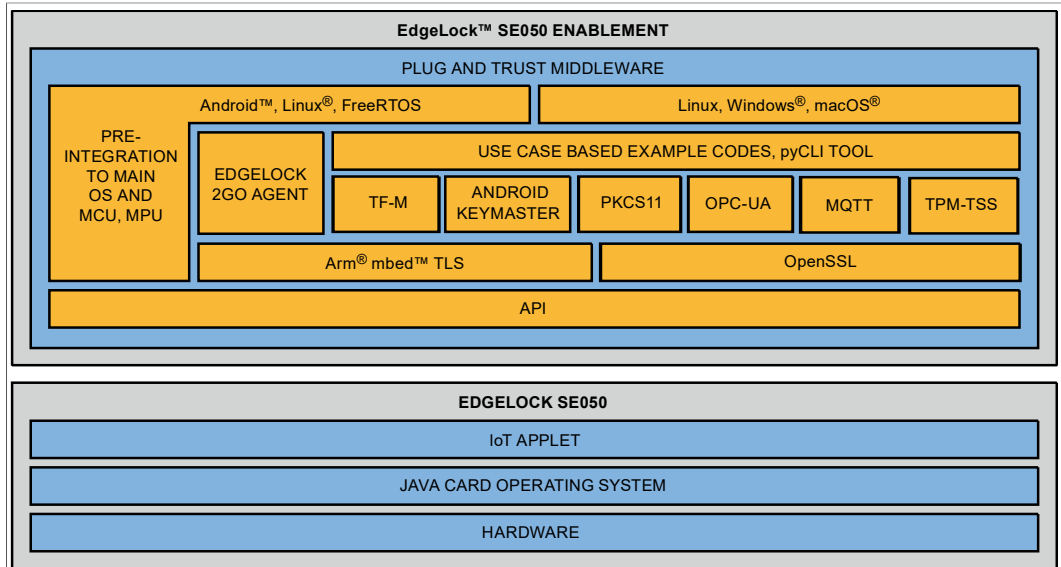 EdgeLock™ SE050 ENABLEMENT
PLUG AND TRUST MIDDLEWARE
Android™, Linux®, FreeRTOS
Linux, Windows®, macOS®
PRE-
INTEGRATION
TO MAIN
OS AND
MCU, MPU
EDGELOCK
2GO AGENT
USE CASE BASED EXAMPLE CODES, pyCLI TOOL
TF-M
ANDROID
KEYMASTER
PKCS11
OPC-UA
MQTT
TPM-TSS
Arm® mbed™ TLS
OpenSSL
API
EDGELOCK SE050
IoT APPLET
JAVA CARD OPERATING SYSTEM
HARDWARE